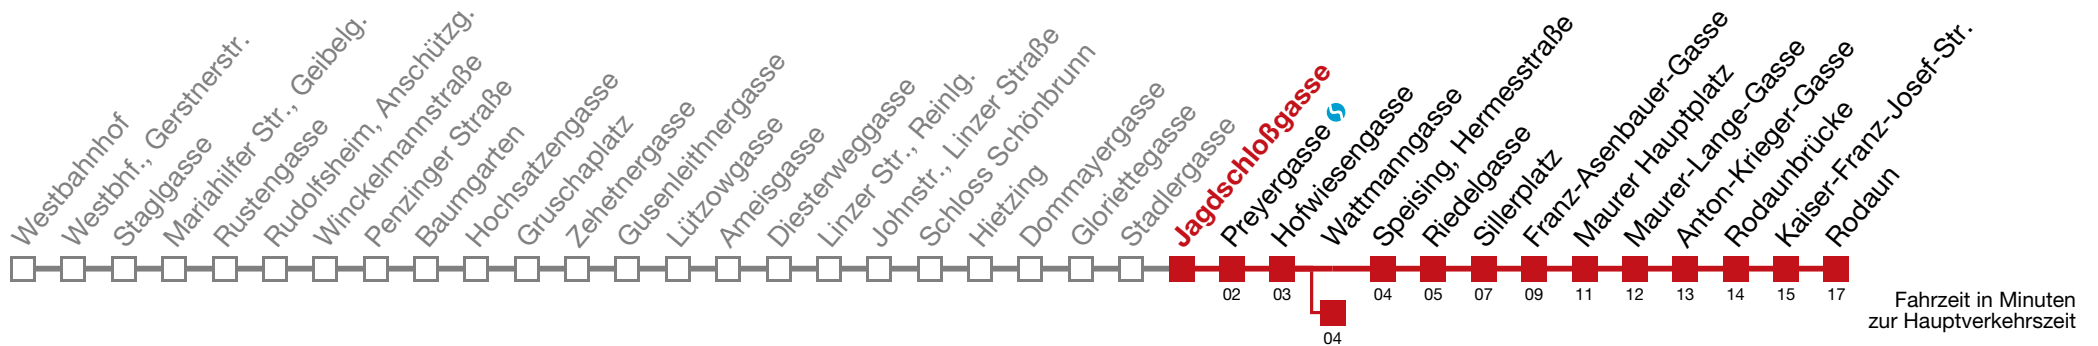 Westbahnhof
Westbhf., Gerstnerstr.
Staglgasse
Mariahilfer Str., Geibelg.
Rustengasse
Rudolfsheim, Anschützg.
Winckelmannstraße
Penzinger Straße
Baumgarten
Hochsatzengasse
Gruschaplatz
Zehetnergasse
Gusenleithnergasse
Lützowgasse
Ameisgasse
Diesterweggasse
Linzer Str., Reinlg.
Johnstr., Linzer Straße
Schloss Schönbrunn
Hietzing
Dommayergasse
Gloriettegasse
Stadlergasse
Jagdschloßgasse
Preyergasse
Hofwiesengasse
Wattmanngasse
Speising, Hermesstraße
Riedelgasse
Sillerplatz
Franz-Asenbauer-Gasse
Maurer Hauptplatz
Maurer-Lange-Gasse
Anton-Krieger-Gasse
Rodaunbrücke
Kaiser-Franz-Josef-Str.
Rodaun
02 03 04 05 07 09 11 12 13 14 15 17
04
Fahrzeit in Minuten
zur Hauptverkehrszeit